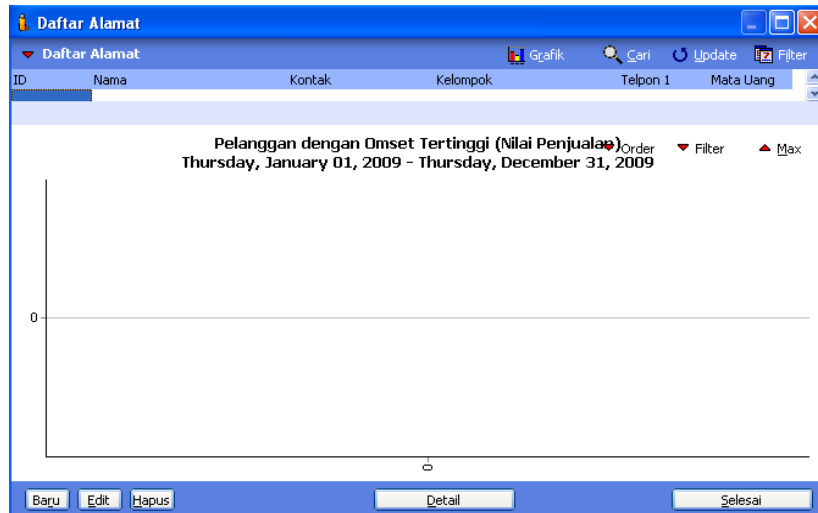 Daftar Alamat
Daftar Alamat Grafik Cari Update Filter
ID Nama Kontak Kelompok Telpon 1 Mata Uang
Pelanggan dengan Omset Tertinggi (Nilai Penjualan)
Order Filter Max
Thursday, January 01, 2009 - Thursday, December 31, 2009
0
0
Baru Edit Hapus Detail Selesai